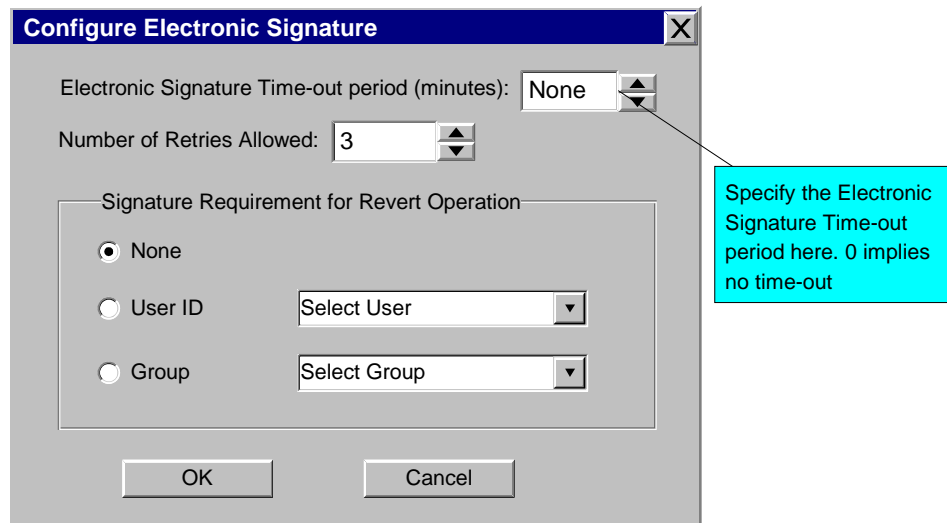 Configure Electronic Signature
X
Electronic Signature Time-out period (minutes): None
Number of Retries Allowed: 3
Specify the Electronic
Signature Time-out
period here. 0 implies
no time-out
Signature Requirement for Revert Operation
None
User ID Select User
Group Select Group
OK Cancel